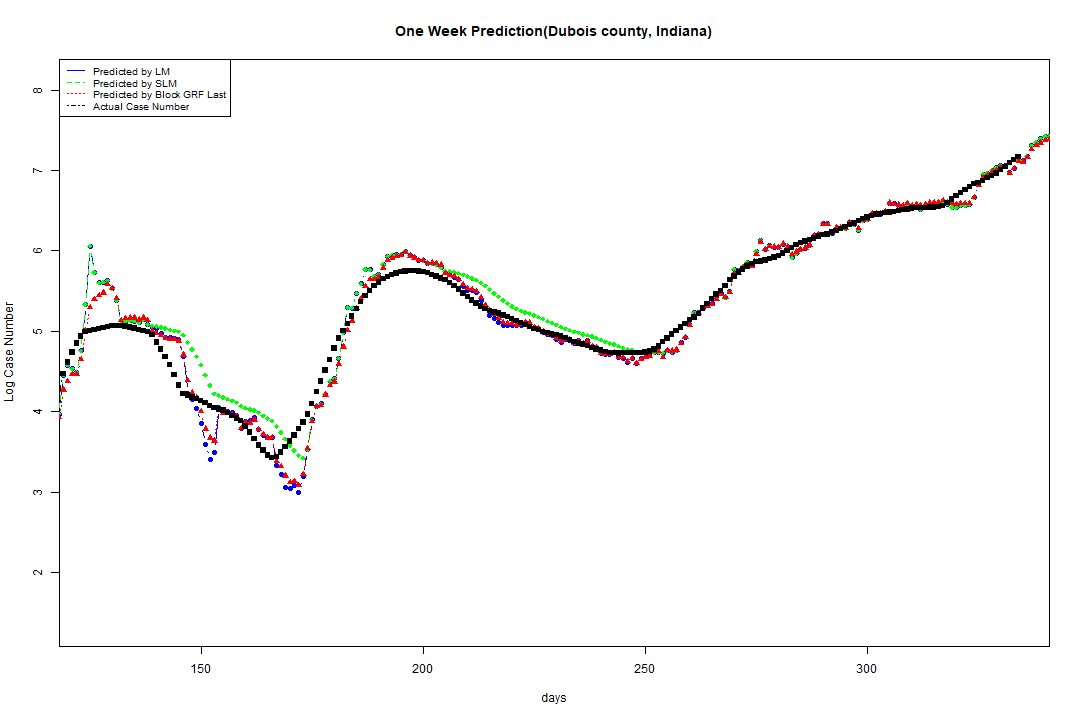 One Week Prediction(Dubois county, Indiana)
Predicted by LM
Predicted by SLM
Predicted by Block GRF Last
Actual Case Number
8
7
6
5
4
3
2
Log Case Number
150 200 250 300
days